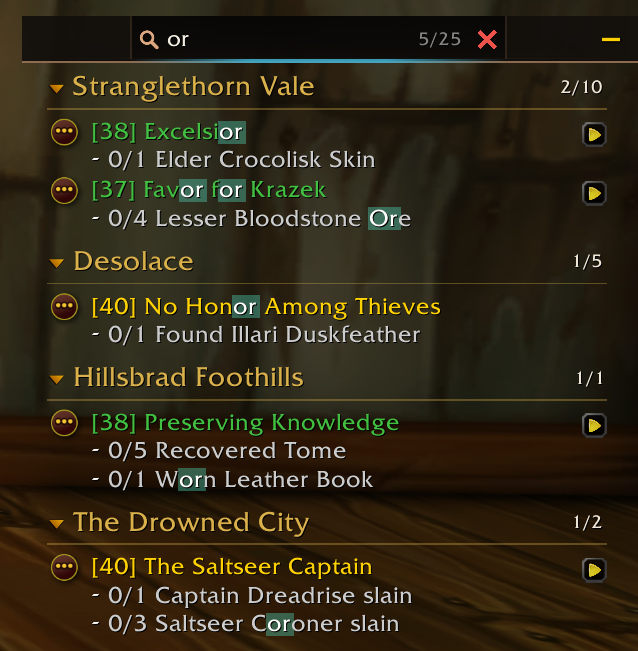 or 5/25
Stranglethorn Vale 2/10
[38] Excelsior
- 0/1 Elder Crocolisk Skin
[37] Favor for Krazek
- 0/4 Lesser Bloodstone Ore
Desolace 1/5
[40] No Honor Among Thieves
- 0/1 Found Illari Duskfeather
Hillsbrad Foothills 1/1
[38] Preserving Knowledge
- 0/5 Recovered Tome
- 0/1 Worn Leather Book
The Drowned City 1/2
[40] The Saltseer Captain
- 0/1 Captain Dreadrise slain
- 0/3 Saltseer Coroner slain